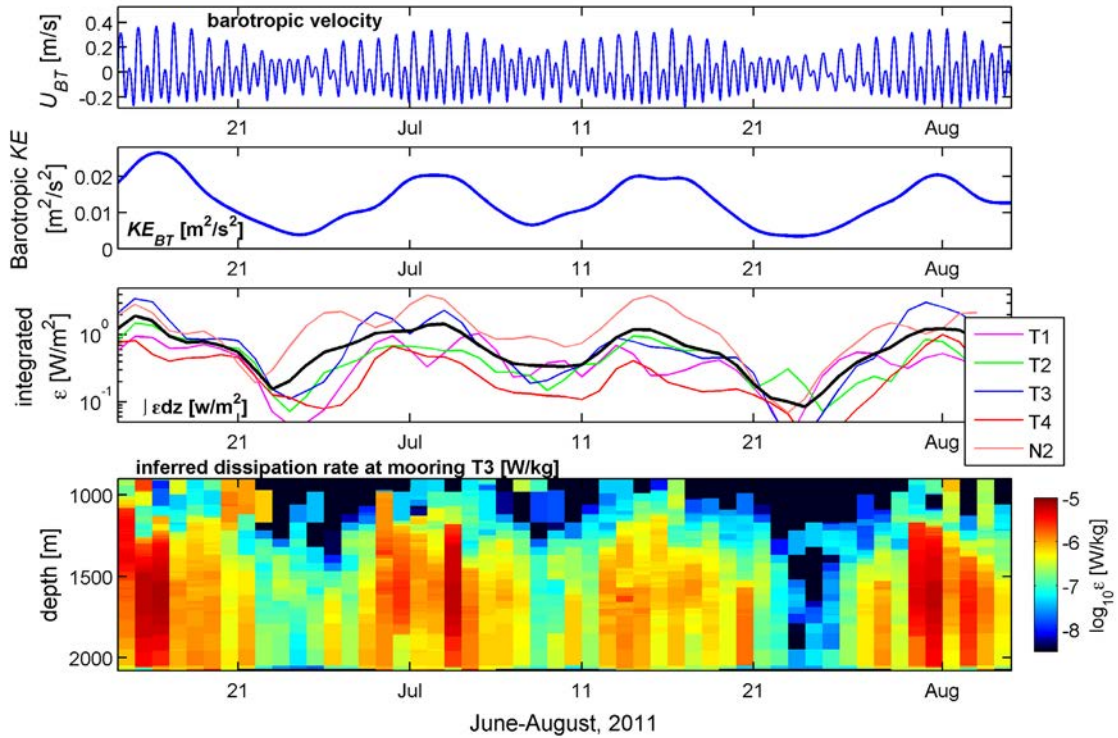 barotropic velocity
U_BT [m/s]
0.4
0.2
0
-0.2
21
Jul
11
21
Aug
Barotropic KE
[m²/s²]
0.02
0.01
0
KE_BT [m²/s²]
21
Jul
11
21
Aug
integrated
ε [W/m²]
10⁰
10⁻¹
∫ εdz [w/m²]
21
Jul
11
21
Aug
T1
T2
T3
T4
N2
inferred dissipation rate at mooring T3 [W/kg]
depth [m]
1000
1500
2000
21
Jul
11
21
Aug
-5
-6
-7
-8
log₁₀ε [W/kg]
June-August, 2011